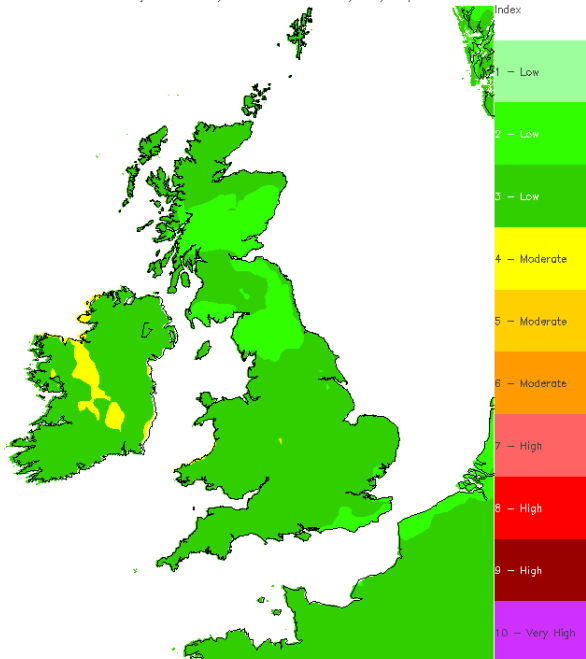 Index
1 - Low
2 - Low
3 - Low
4 - Moderate
5 - Moderate
6 - Moderate
7 - High
8 - High
9 - High
10 - Very High